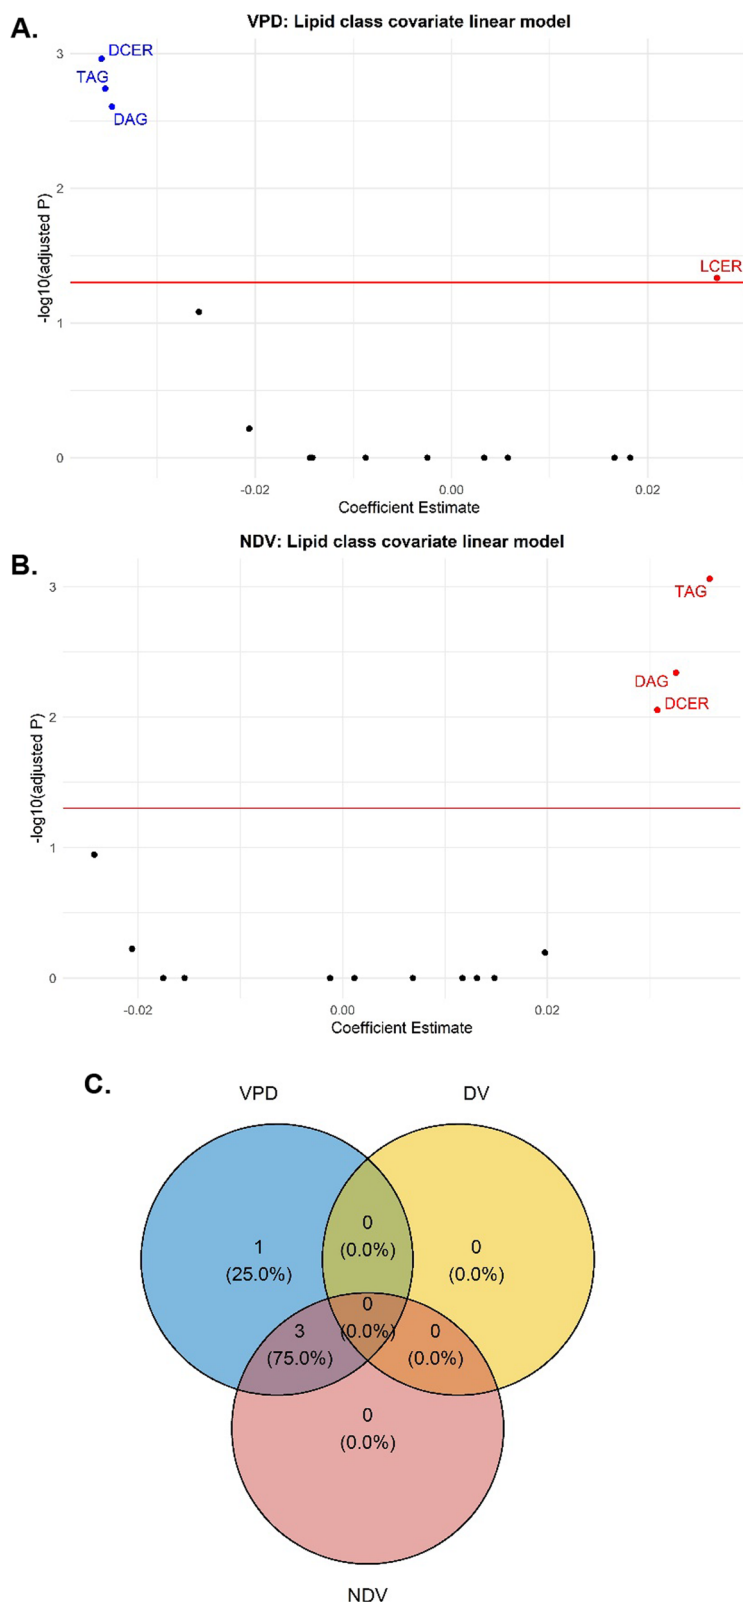 A.
VPD: Lipid class covariate linear model
3
DCER
TAG
DAG
2
-log10(adjusted P)
LCER
1
0
-0.02
0.00
0.02
Coefficient Estimate
B.
NDV: Lipid class covariate linear model
3
TAG
DAG
DCER
2
-log10(adjusted P)
1
0
-0.02
0.00
0.02
Coefficient Estimate
C.
VPD
DV
0
(0.0%)
1
(25.0%)
0
(0.0%)
0
(0.0%)
3
(75.0%)
0
(0.0%)
0
(0.0%)
NDV